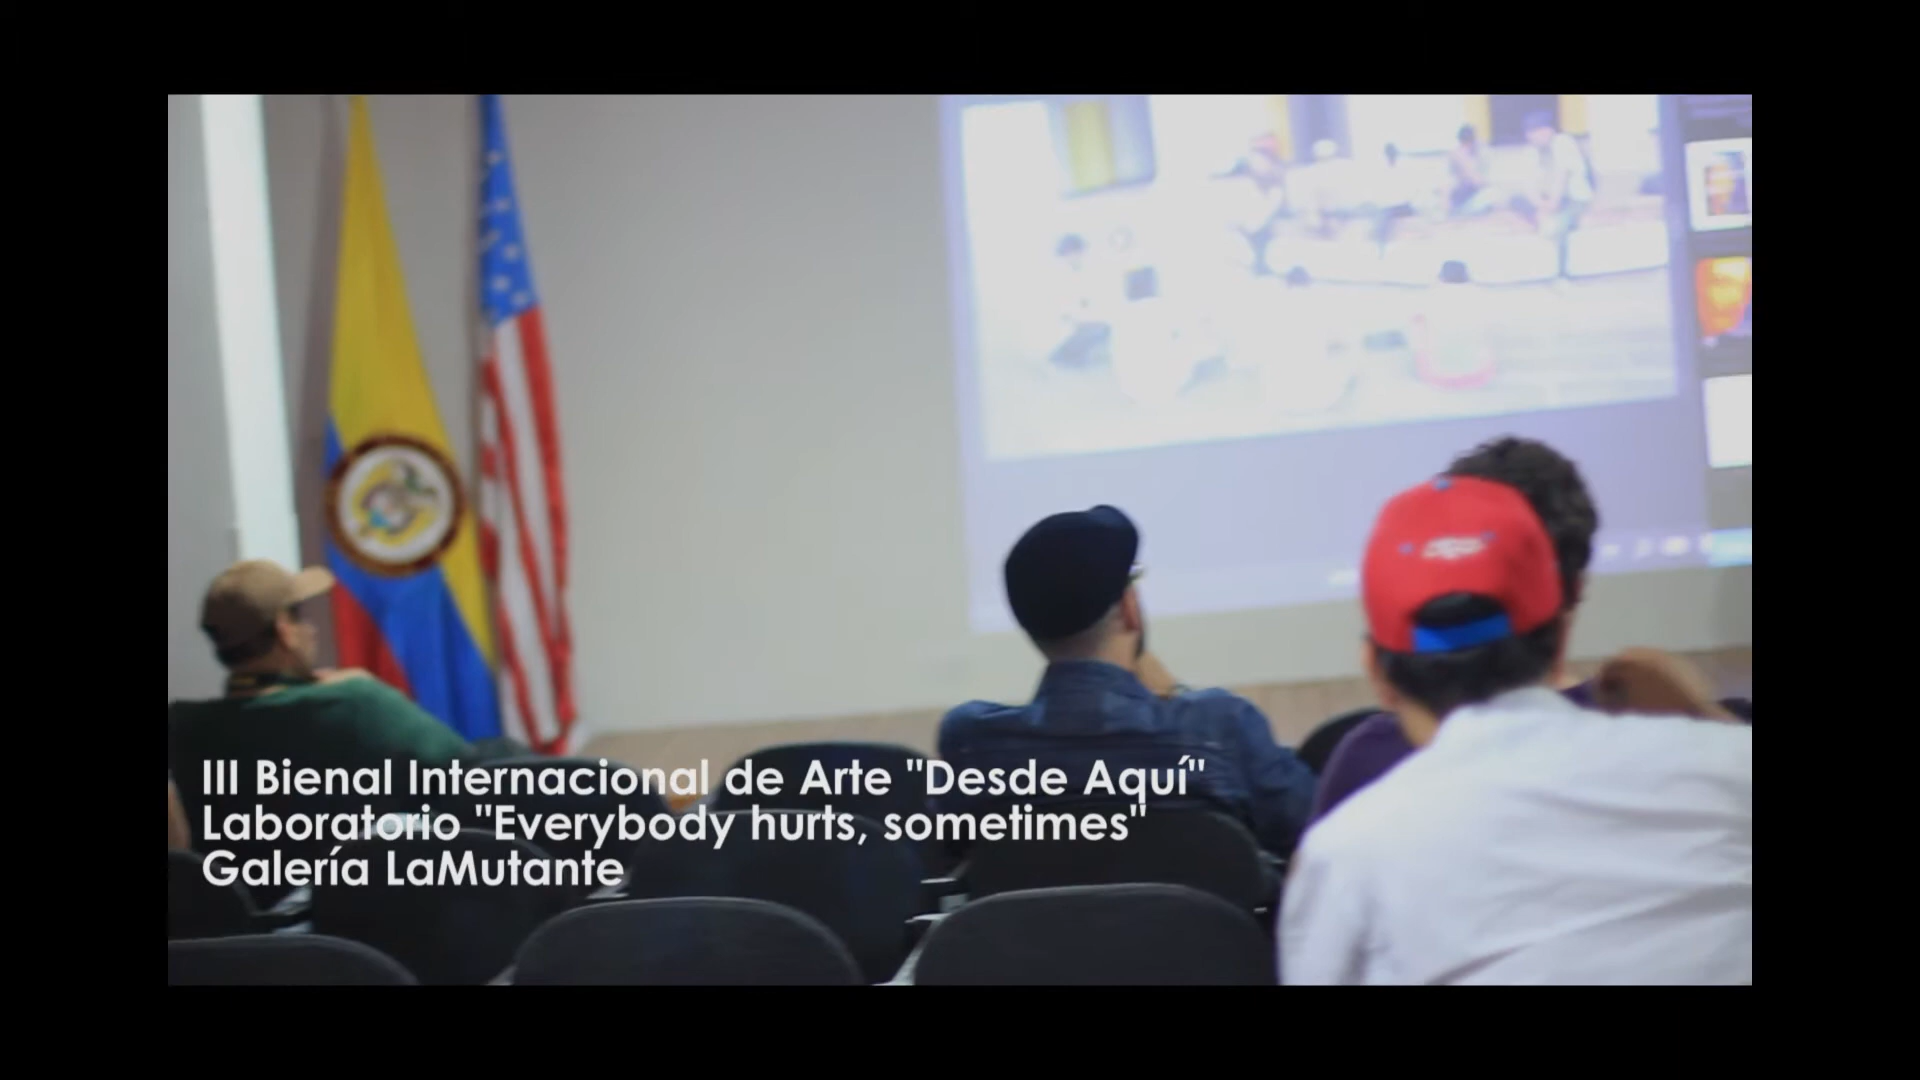 III Bienal Internacional de Arte "Desde Aquí"
Laboratorio "Everybody hurts, sometimes"
Galería LaMutante